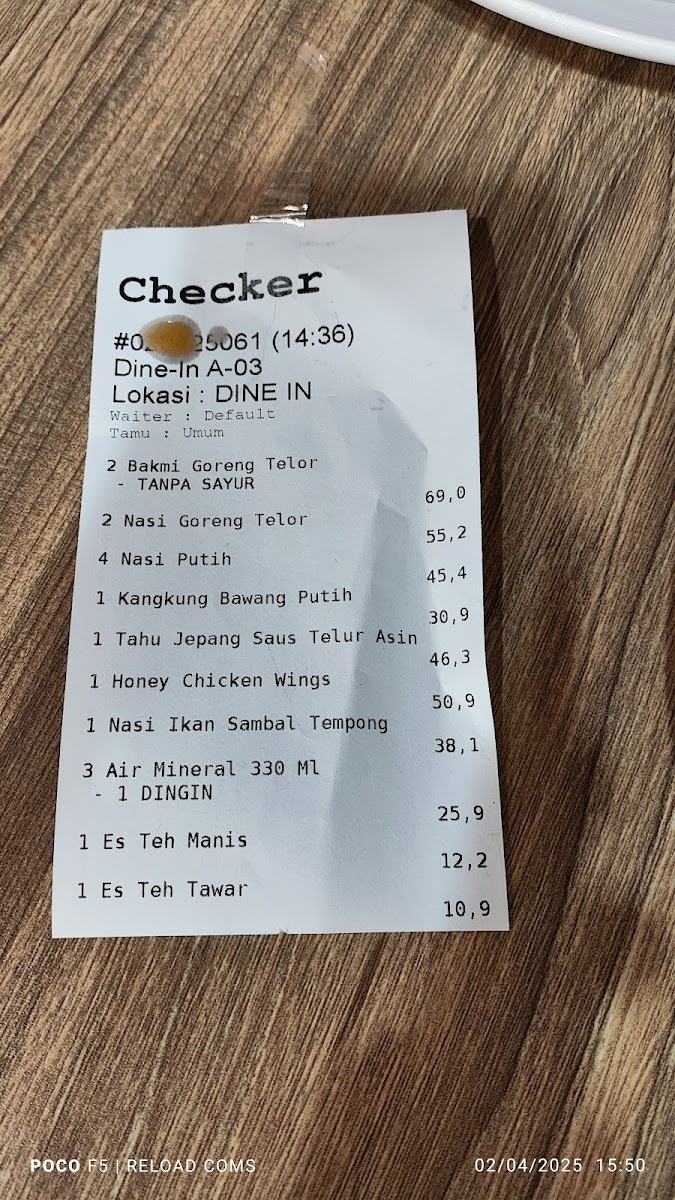 Checker
(14:36)
Dine-In A-03
Lokasi : DINE IN
Waiter : Default
Tamu : Umum
2 Bakmi Goreng Telor
- TANPA SAYUR
69,0
2 Nasi Goreng Telor
55,2
4 Nasi Putih
45,4
1 Kangkung Bawang Putih
30,9
1 Tahu Jepang Saus Telur Asin
46,3
1 Honey Chicken Wings
50,9
1 Nasi Ikan Sambal Tempong
38,1
3 Air Mineral 330 Ml
- 1 DINGIN
25,9
1 Es Teh Manis
12,2
1 Es Teh Tawar
10,9
POCO F5 | RELOAD COMS
02/04/2025 15:50